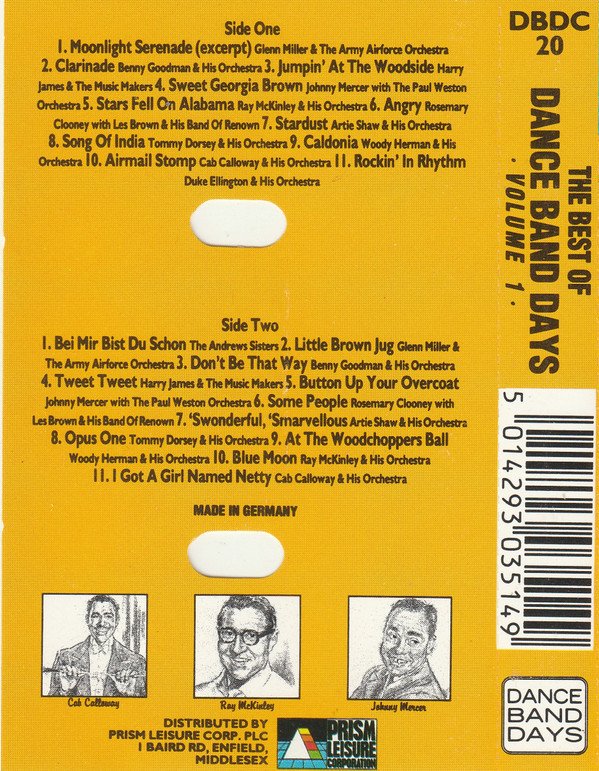 Side One
1. Moonlight Serenade (excerpt) Glenn Miller & The Army Airforce Orchestra
2. Clarinade Benny Goodman & His Orchestra 3. Jumpin' At The Woodside Harry
James & The Music Makers 4. Sweet Georgia Brown Johnny Mercer with The Paul Weston
Orchestra 5. Stars Fell On Alabama Ray McKinley & His Orchestra 6. Angry Rosemary
Clooney with Les Brown & His Band Of Renown 7. Stardust Artie Shaw & His Orchestra
8. Song Of India Tommy Dorsey & His Orchestra 9. Caldonia Woody Herman & His
Orchestra 10. Airmail Stomp Cab Calloway & His Orchestra 11. Rockin' In Rhythm
Duke Ellington & His Orchestra
Side Two
1. Bei Mir Bist Du Schon The Andrews Sisters 2. Little Brown Jug Glenn Miller &
The Army Airforce Orchestra 3. Don't Be That Way Benny Goodman & His Orchestra
4. Tweet Tweet Harry James & The Music Makers 5. Button Up Your Overcoat
Johnny Mercer with The Paul Weston Orchestra 6. Some People Rosemary Clooney with
Les Brown & His Band Of Renown 7. 'Swonderful, 'Smarvellous Artie Shaw & His Orchestra
8. Opus One Tommy Dorsey & His Orchestra 9. At The Woodchoppers Ball
Woody Herman & His Orchestra 10. Blue Moon Ray McKinley & His Orchestra
11. I Got A Girl Named Netty Cab Calloway & His Orchestra
MADE IN GERMANY
Cab Calloway
Ray McKinley
Johnny Mercer
DISTRIBUTED BY
PRISM LEISURE CORP. PLC
1 BAIRD RD, ENFIELD,
MIDDLESEX
PRISM
LEISURE
CORPORATION
DBDC
20
THE BEST OF
DANCE BAND DAYS
· VOLUME 1 ·
5 014293 035149
DANCE
BAND
DAYS